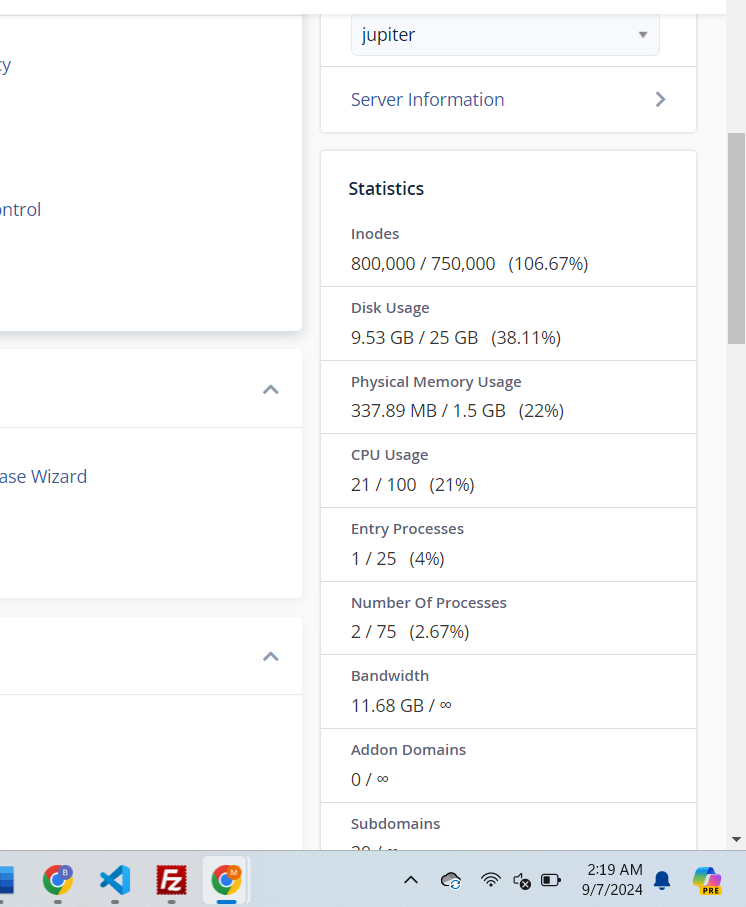 jupiter
cy
Server Information
Statistics
ontrol
Inodes
800,000 / 750,000 (106.67%)
Disk Usage
9.53 GB / 25 GB (38.11%)
Physical Memory Usage
337.89 MB / 1.5 GB (22%)
CPU Usage
ase Wizard
21 / 100 (21%)
Entry Processes
1 / 25 (4%)
Number Of Processes
2 / 75 (2.67%)
Bandwidth
11.68 GB / ∞
Addon Domains
0 / ∞
Subdomains
B
Fz
M
2:19 AM
9/7/2024
PRE